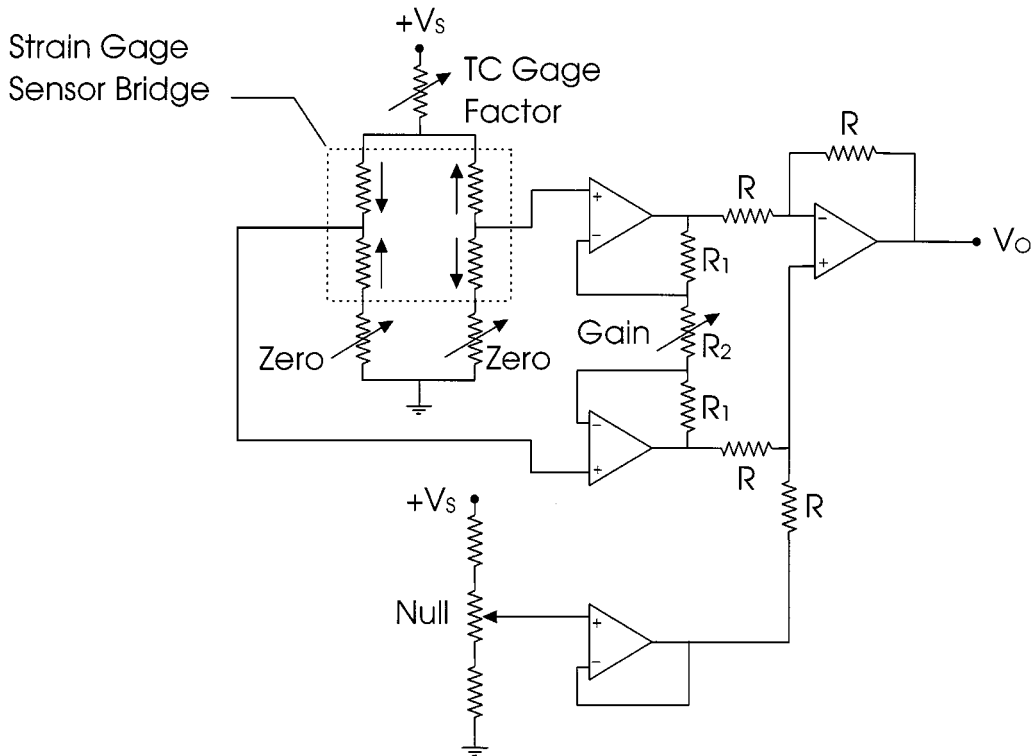 +VS
Strain Gage
Sensor Bridge
TC Gage
Factor
R
R
+
-
-
+
VO
R1
Gain
R2
Zero
Zero
R1
-
+
R
R
+VS
Null
+
-